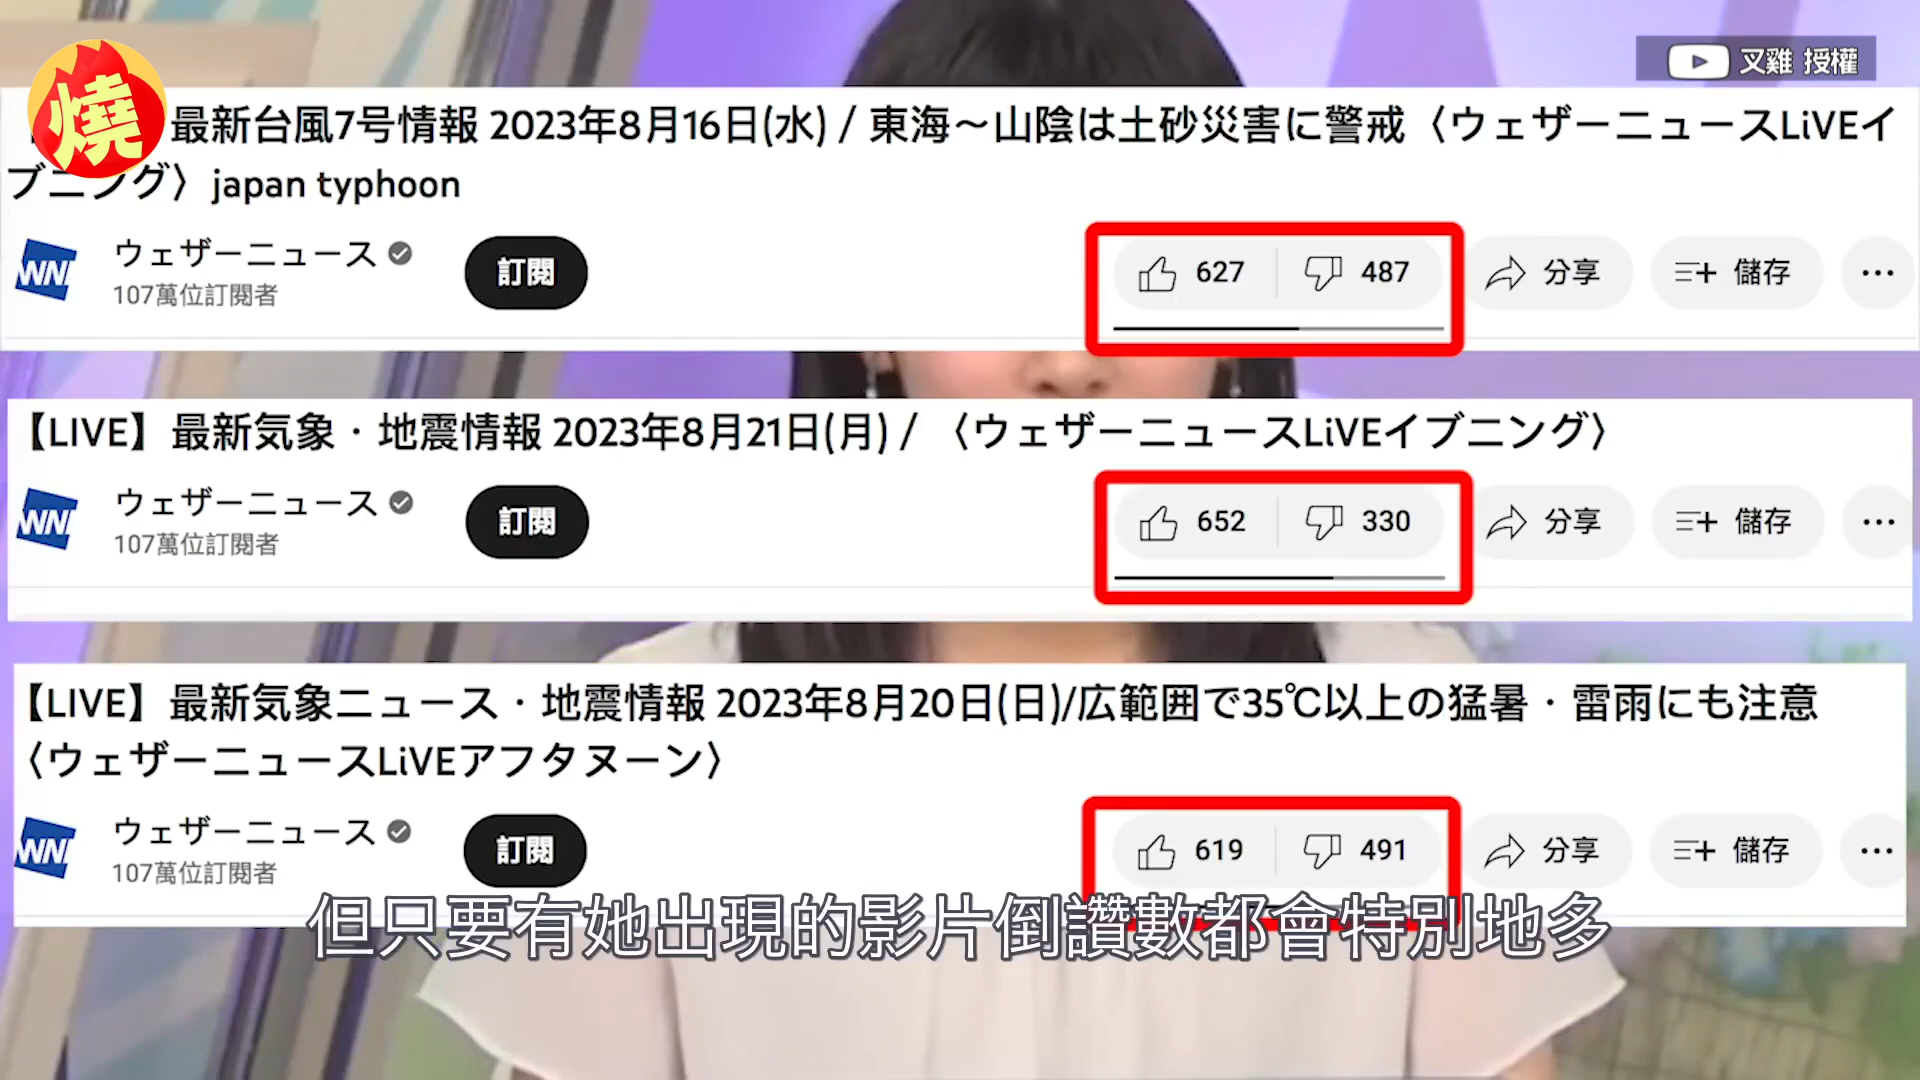 燒
叉雞 授權
最新台風7号情報 2023年8月16日(水) / 東海〜山陰は土砂災害に警戒〈ウェザーニュースLiVEイ
ブニング〉japan typhoon
WNI
ウェザーニュース
107萬位訂閱者
訂閱
627
487
分享
儲存
【LIVE】最新気象・地震情報 2023年8月21日(月) / 〈ウェザーニュースLiVEイブニング〉
WNI
ウェザーニュース
107萬位訂閱者
訂閱
652
330
分享
儲存
【LIVE】最新気象ニュース・地震情報 2023年8月20日(日)/広範囲で35℃以上の猛暑・雷雨にも注意
〈ウェザーニュースLiVEアフタヌーン〉
WNI
ウェザーニュース
107萬位訂閱者
訂閱
619
491
分享
儲存
但只要有她出現的影片倒讚數都會特別地多